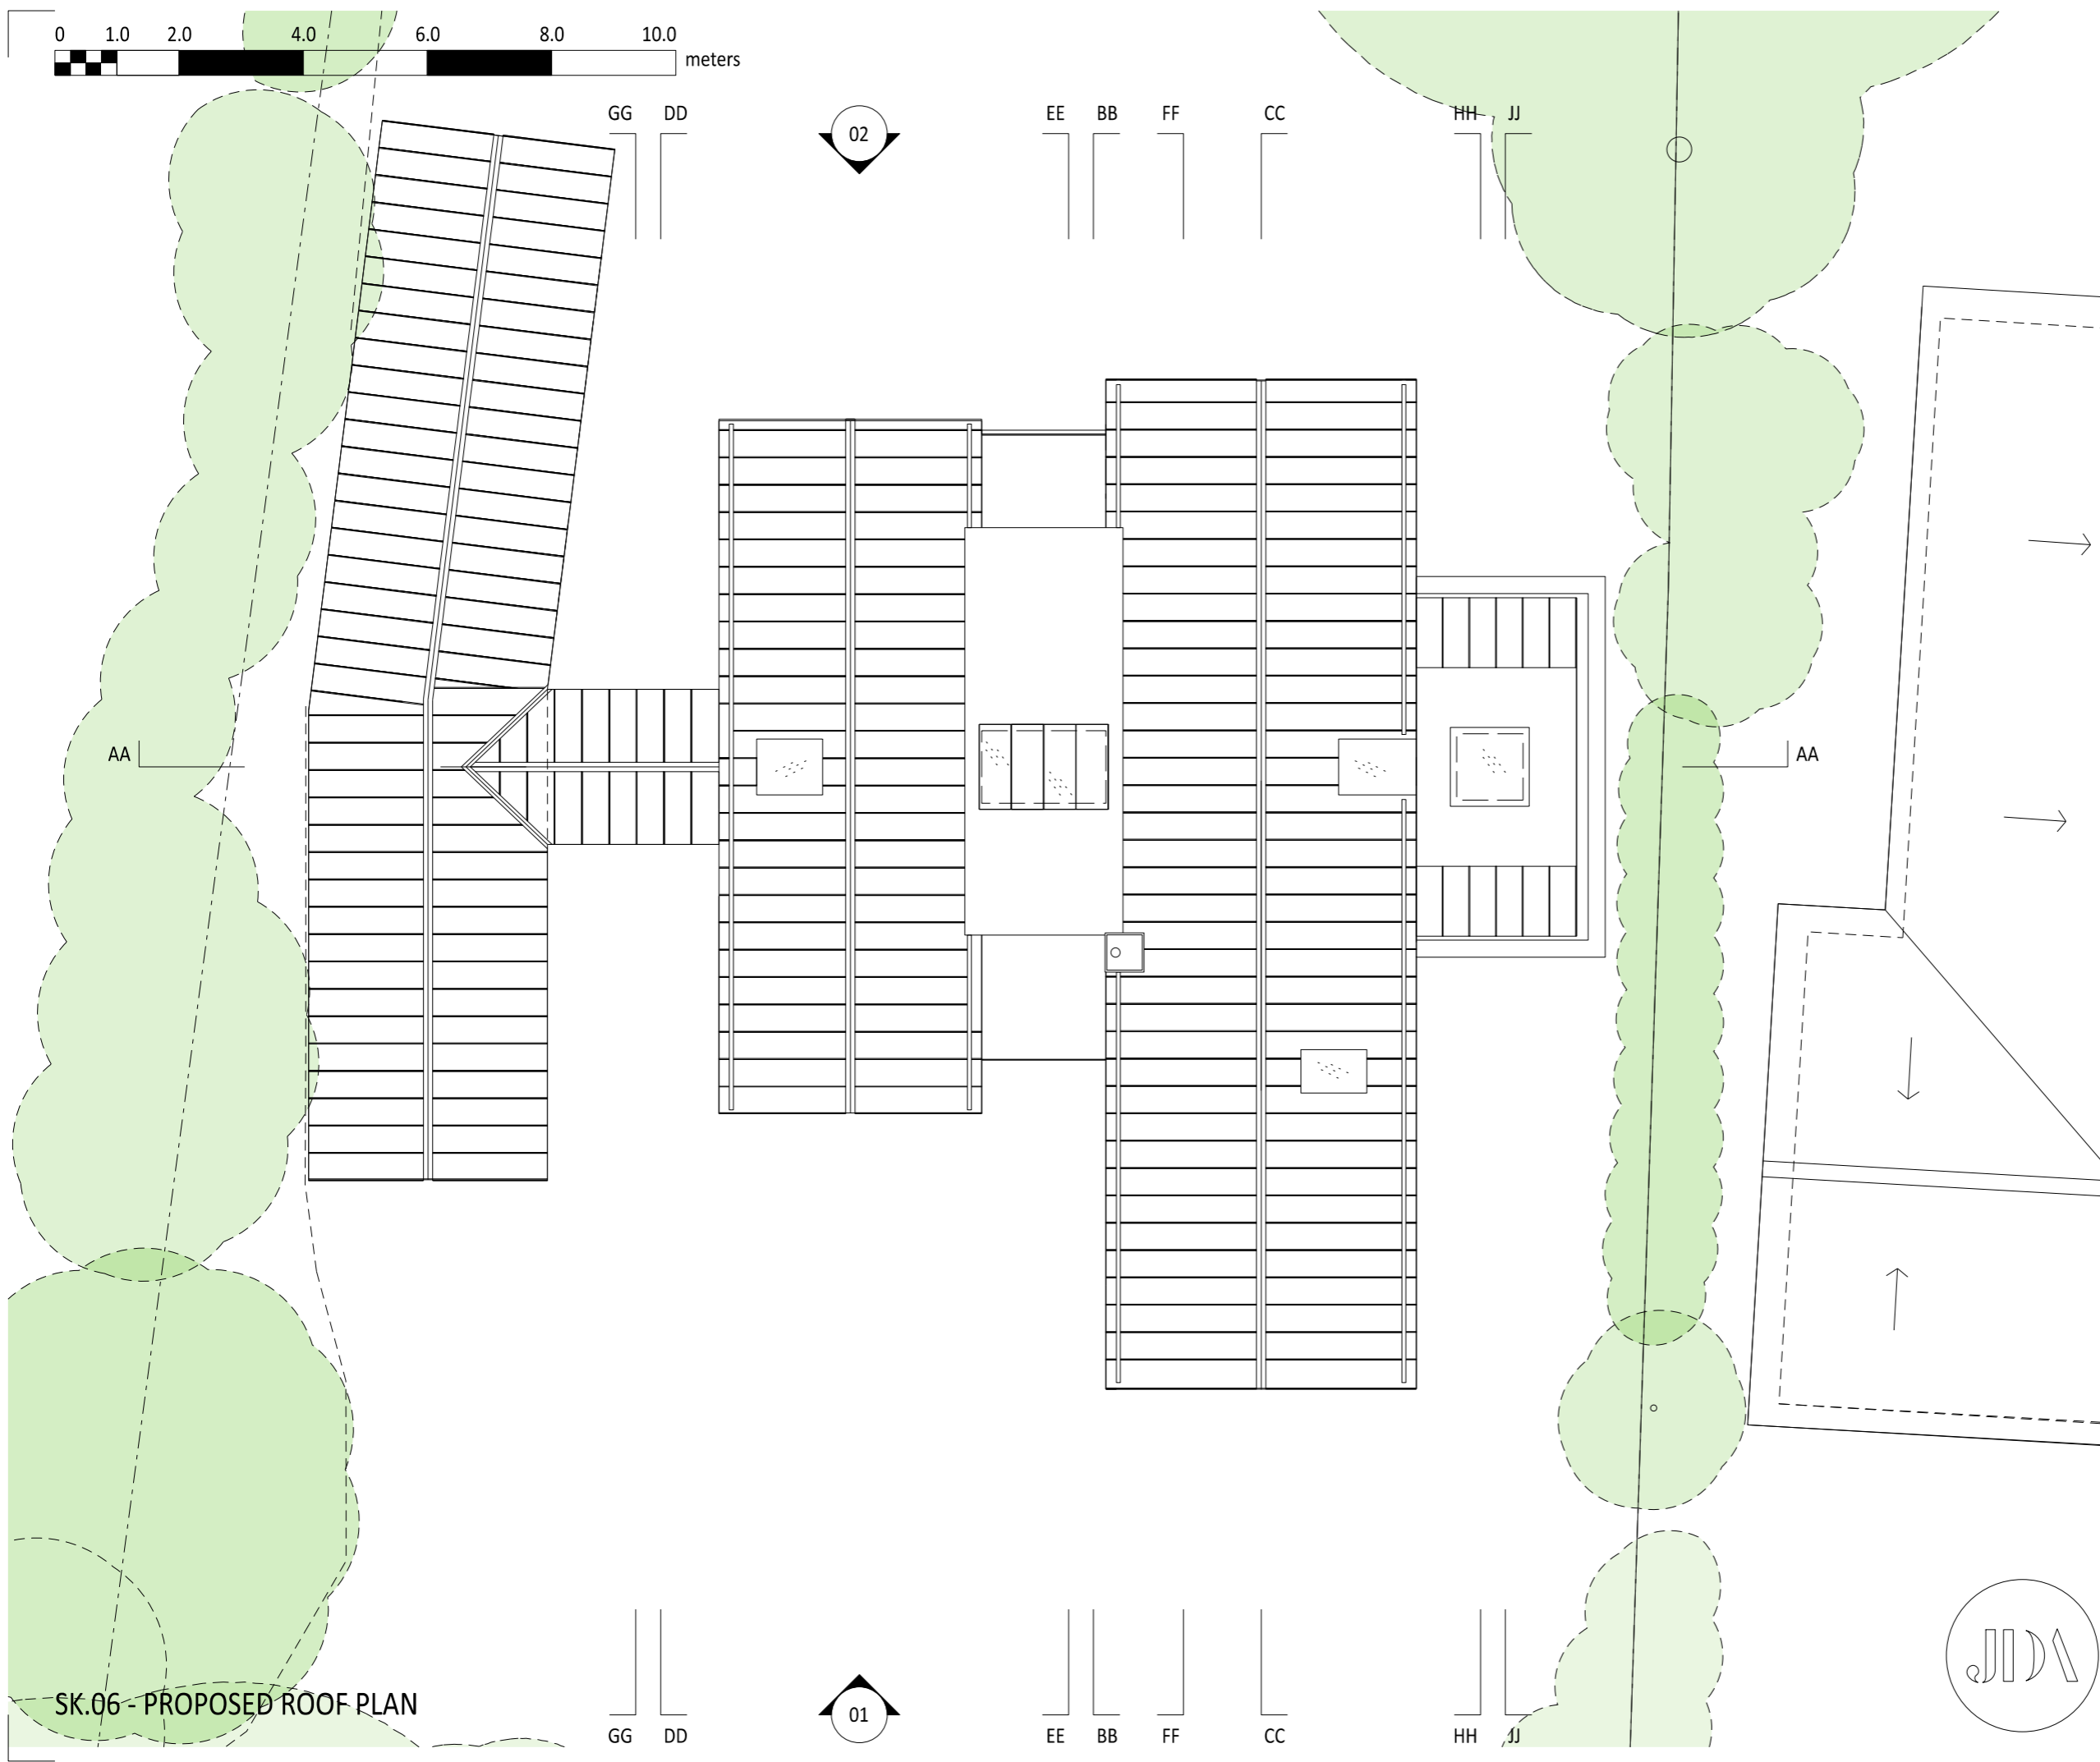 0 1.0 2.0 4.0 6.0 8.0 10.0
meters
GG DD 02 EE BB FF CC HH JJ
AA AA
SK.06 - PROPOSED ROOF PLAN
JDA
GG DD 01 EE BB FF CC HH JJ